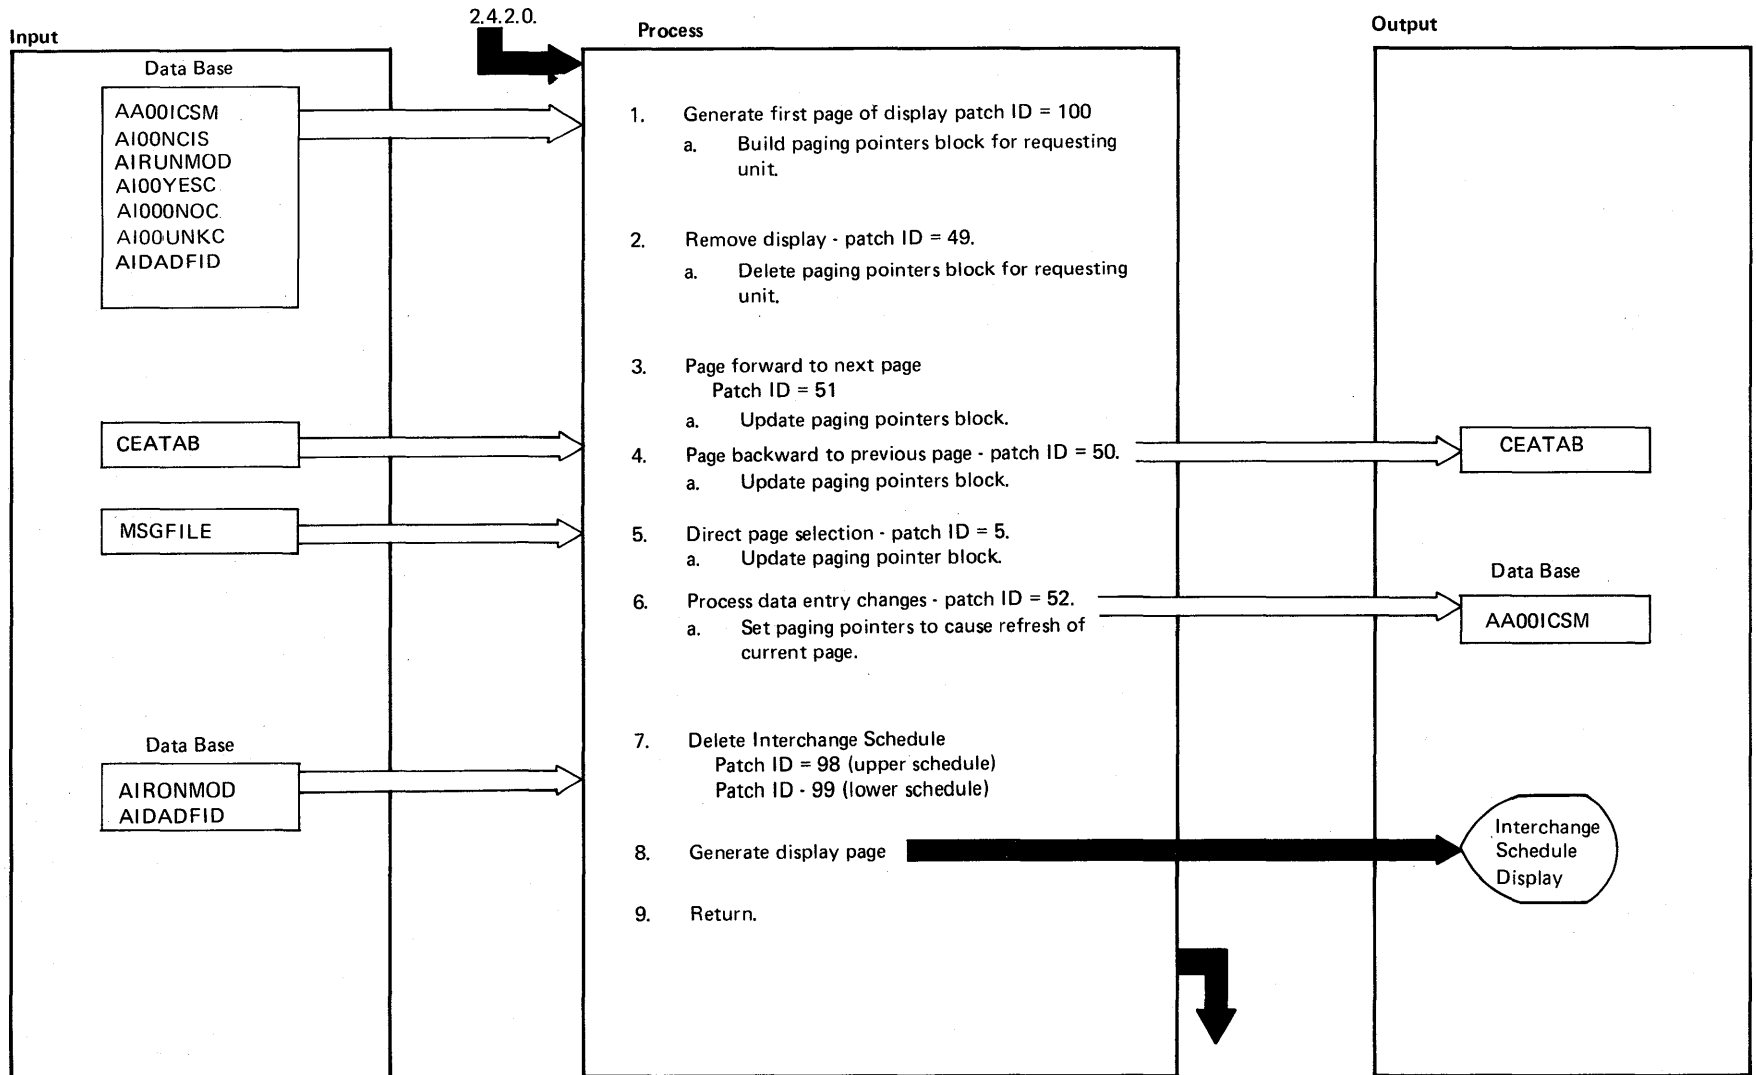 2.4.2.0.
Input
Process
Output
Data Base
AA00ICSM
AI00NCIS
AIRUNMOD
AI00YESC
AI000NOC
AI00UNKC
AIDADFID
CEATAB
MSGFILE
Data Base
AIRONMOD
AIDADFID
1. Generate first page of display patch ID = 100
a. Build paging pointers block for requesting
unit.
2. Remove display - patch ID = 49.
a. Delete paging pointers block for requesting
unit.
3. Page forward to next page
Patch ID = 51
a. Update paging pointers block.
4. Page backward to previous page - patch ID = 50.
a. Update paging pointers block.
5. Direct page selection - patch ID = 5.
a. Update paging pointer block.
6. Process data entry changes - patch ID = 52.
a. Set paging pointers to cause refresh of
current page.
7. Delete Interchange Schedule
Patch ID = 98 (upper schedule)
Patch ID - 99 (lower schedule)
8. Generate display page
9. Return.
CEATAB
Data Base
AA00ICSM
Interchange
Schedule
Display